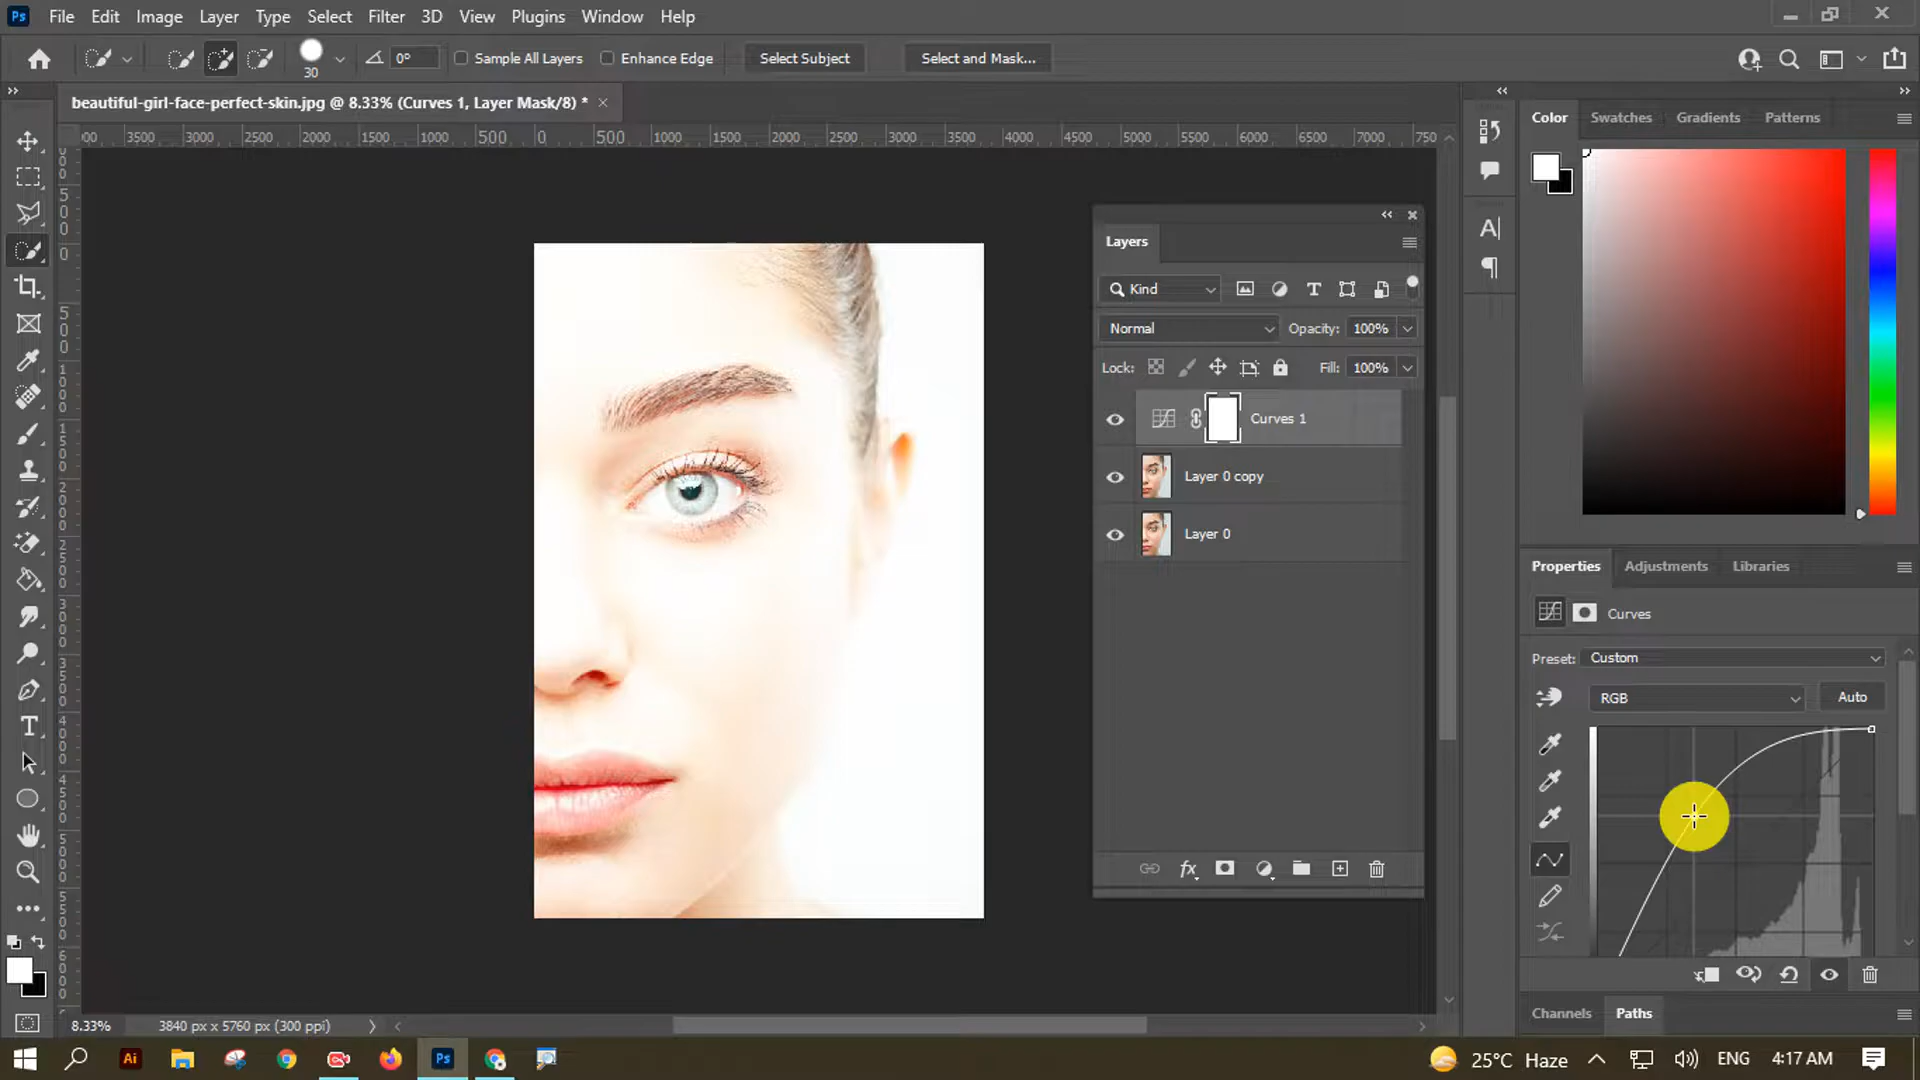 Ps File Edit Image Layer Type Select Filter 3D View Plugins Window Help
30 0° Sample All Layers Enhance Edge Select Subject Select and Mask...
beautiful-girl-face-perfect-skin.jpg @ 8.33% (Curves 1, Layer Mask/8) * ×
3500 3000 2500 2000 1500 1000 500 0 500 1000 1500 2000 2500 3000 3500 4000 4500 5000 5500 6000 6500 7000 750
Layers
Kind
Normal Opacity: 100%
Lock: Fill: 100%
Curves 1
Layer 0 copy
Layer 0
fx
Color Swatches Gradients Patterns
Properties Adjustments Libraries
Curves
Preset: Custom
RGB Auto
Channels Paths
8.33% 3840 px x 5760 px (300 ppi)
Ai Ps 25°C Haze ENG 4:17 AM